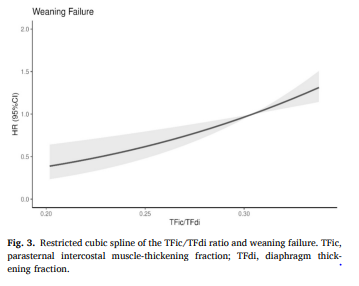 Weaning Failure
2.0
1.5
1.0
0.5
0.0
HR (95%CI)
0.20
0.25
0.30
TFic/TFdi
Fig. 3. Restricted cubic spline of the TFic/TFdi ratio and weaning failure. TFic,
parasternal intercostal muscle-thickening fraction; TFdi, diaphragm thick-
ening fraction.